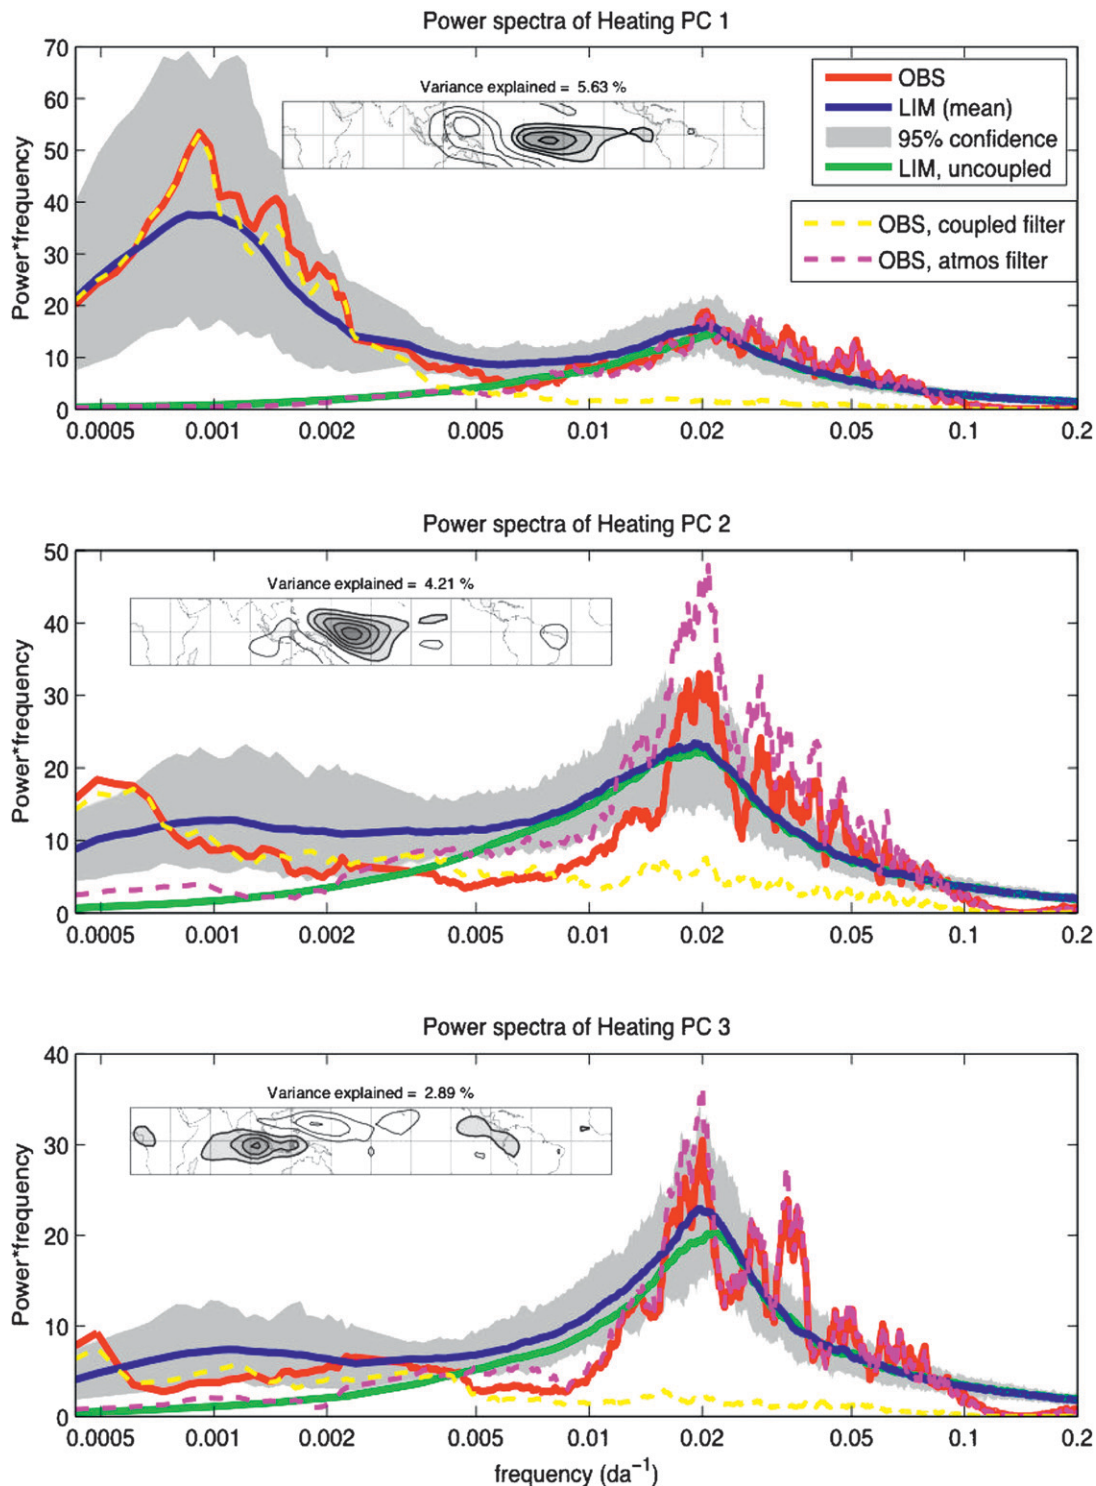 Power spectra of Heating PC 1
Power*frequency
70
60
50
40
30
20
10
0
Variance explained = 5.63 %
OBS
LIM (mean)
95% confidence
LIM, uncoupled
OBS, coupled filter
OBS, atmos filter
0.0005 0.001 0.002 0.005 0.01 0.02 0.05 0.1 0.2
Power spectra of Heating PC 2
Power*frequency
50
40
30
20
10
0
Variance explained = 4.21 %
0.0005 0.001 0.002 0.005 0.01 0.02 0.05 0.1 0.2
Power spectra of Heating PC 3
Power*frequency
40
30
20
10
0
Variance explained = 2.89 %
0.0005 0.001 0.002 0.005 0.01 0.02 0.05 0.1 0.2
frequency (da⁻¹)